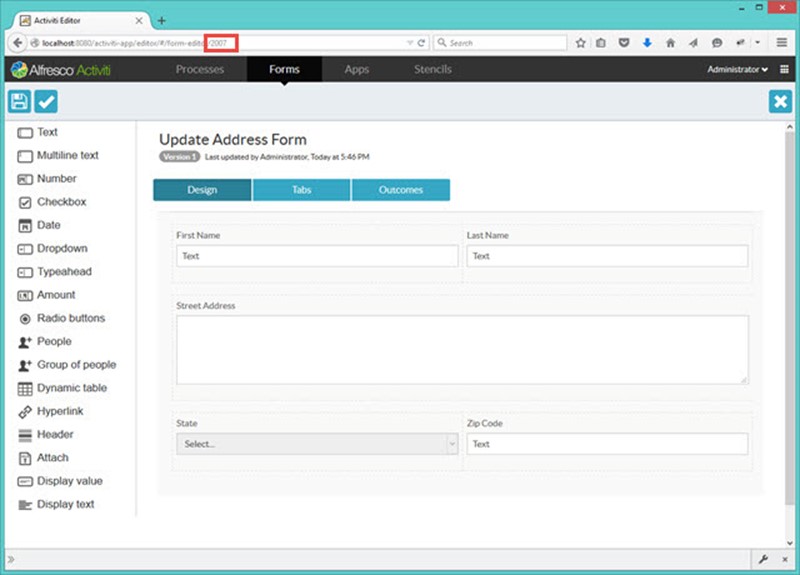 Activiti Editor
localhost:8080/activiti-app/editor/#/form-editor/2007
Search
Alfresco Activiti
Processes
Forms
Apps
Stencils
Administrator
Text
Multiline text
Number
Checkbox
Date
Dropdown
Typeahead
Amount
Radio buttons
People
Group of people
Dynamic table
Hyperlink
Header
Attach
Display value
Display text
Update Address Form
Version 1 Last updated by Administrator, Today at 5:46 PM
Design
Tabs
Outcomes
First Name
Last Name
Text
Text
Street Address
State
Zip Code
Select...
Text